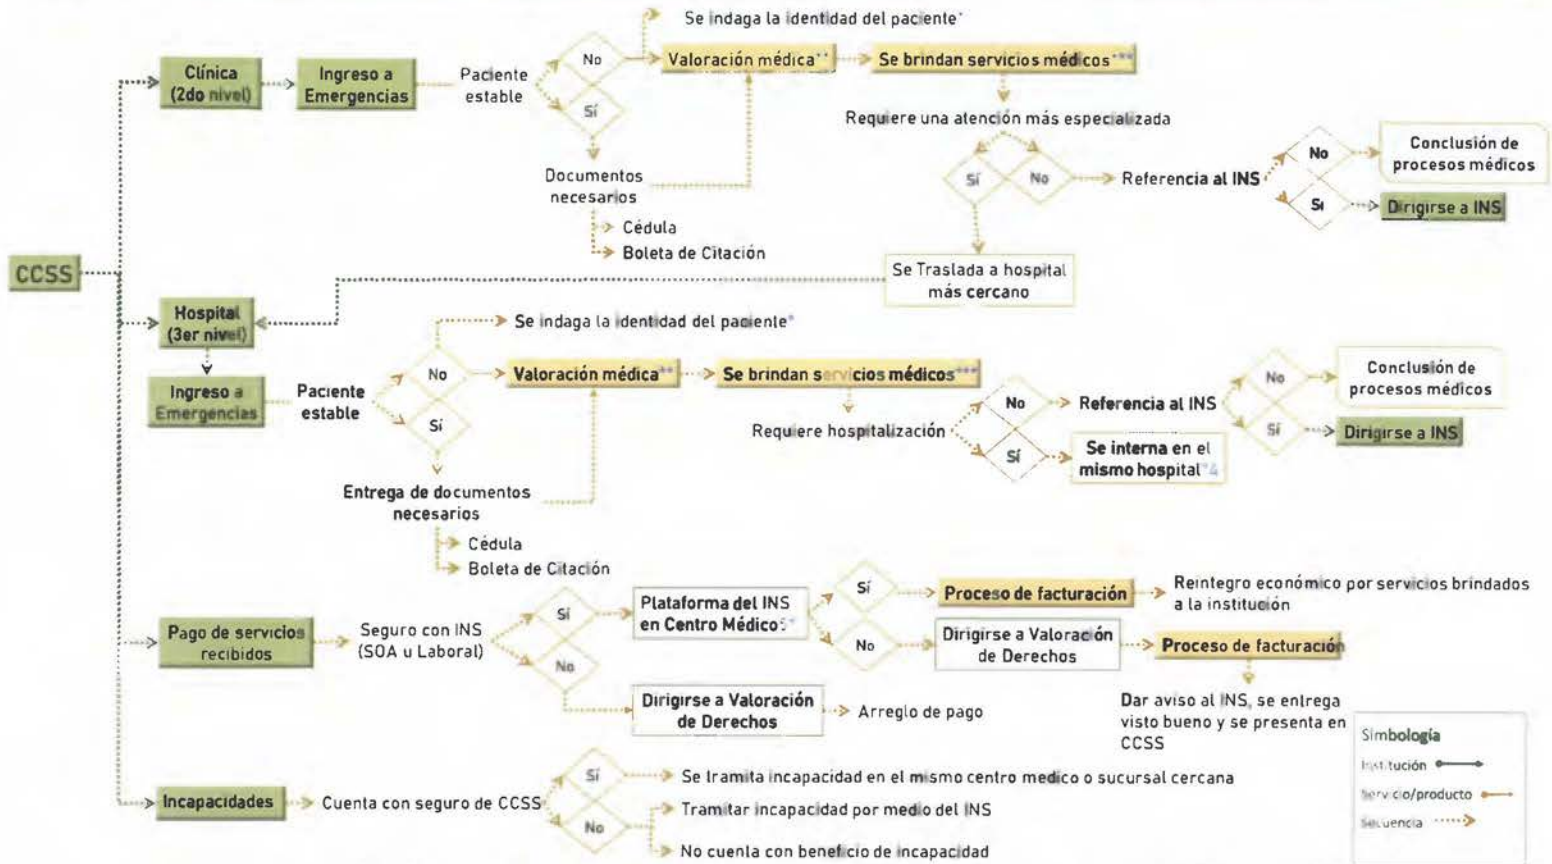 Se indaga la identidad del paciente*
Clínica
(2do nivel)
Ingreso a
Emergencias
Paciente
estable
No
Sí
Valoración médica**
Se brindan servicios médicos***
Requiere una atención más especializada
Documentos
necesarios
Cédula
Boleta de Citación
Sí
No
Referencia al INS
No
Si
Conclusión de
procesos médicos
Dirigirse a INS
Se Traslada a hospital
más cercano
CCSS
Hospital
(3er nivel)
Ingreso a
Emergencias
Paciente
estable
No
Sí
Se indaga la identidad del paciente*
Valoración médica**
Se brindan servicios médicos***
Requiere hospitalización
No
Sí
Referencia al INS
Se interna en el
mismo hospital*4
No
Sí
Conclusión de
procesos médicos
Dirigirse a INS
Entrega de documentos
necesarios
Cédula
Boleta de Citación
Pago de servicios
recibidos
Seguro con INS
(SOA u Laboral)
Sí
No
Plataforma del INS
en Centro Médico
Sí
No
Proceso de facturación
Reintegro económico por servicios brindados
a la institución
Dirigirse a Valoración
de Derechos
Proceso de facturación
Dar aviso al INS, se entrega
visto bueno y se presenta en
CCSS
Dirigirse a Valoración
de Derechos
Arreglo de pago
Incapacidades
Cuenta con seguro de CCSS
Sí
No
Se tramita incapacidad en el mismo centro medico o sucursal cercana
Tramitar incapacidad por medio del INS
No cuenta con beneficio de incapacidad
Simbología
Institución
Servicio/producto
Secuencia